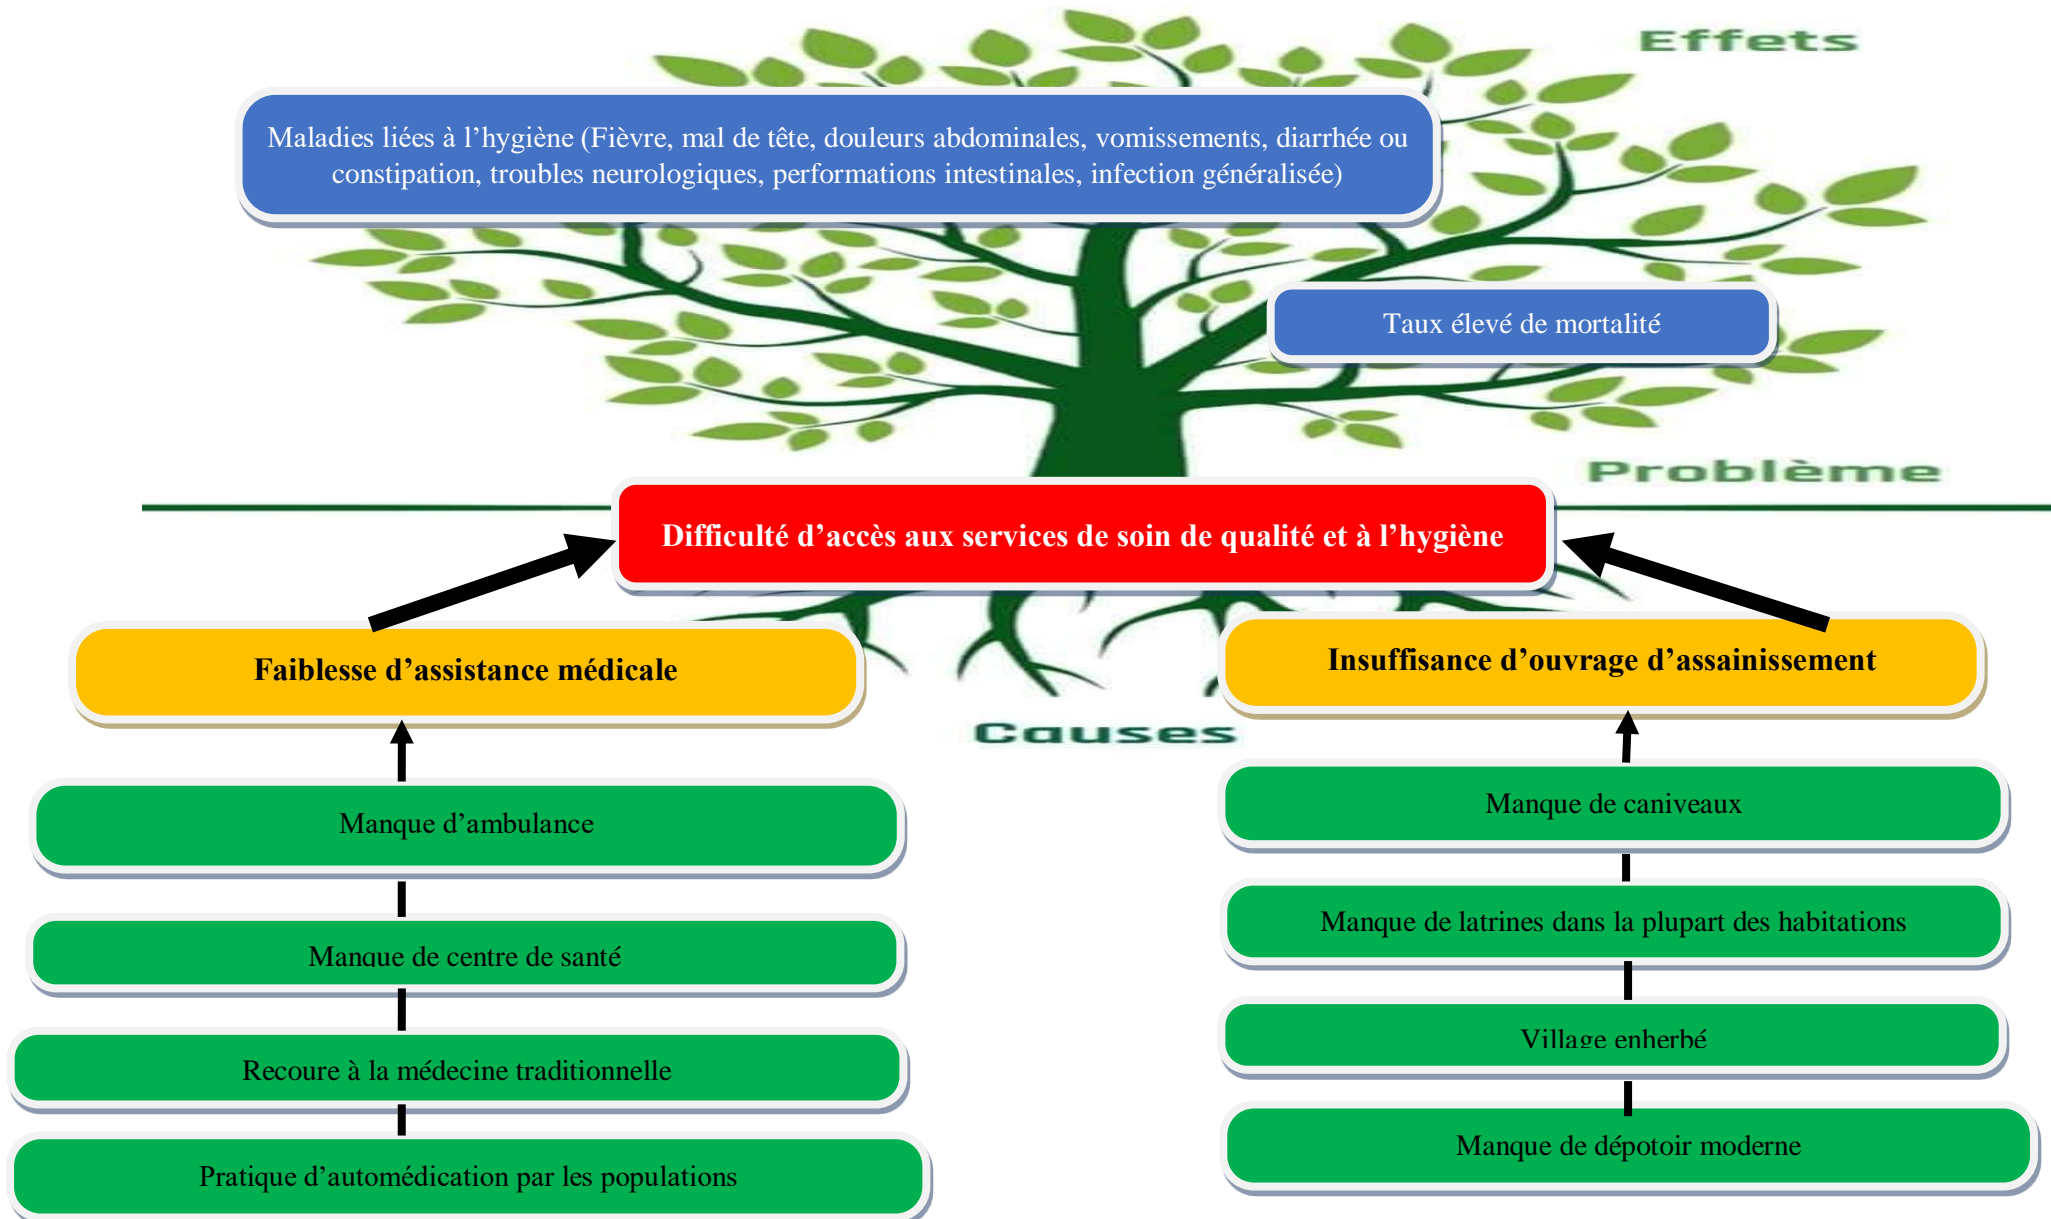 Effets
Maladies liées à l’hygiène (Fièvre, mal de tête, douleurs abdominales, vomissements, diarrhée ou
constipation, troubles neurologiques, performations intestinales, infection généralisée)
Taux élevé de mortalité
Problème
Difficulté d’accès aux services de soin de qualité et à l’hygiène
Faiblesse d’assistance médicale
Insuffisance d’ouvrage d’assainissement
Causes
Manque d’ambulance
Manque de centre de santé
Recoure à la médecine traditionnelle
Pratique d’automédication par les populations
Manque de caniveaux
Manque de latrines dans la plupart des habitations
Village enherbé
Manque de dépotoir moderne